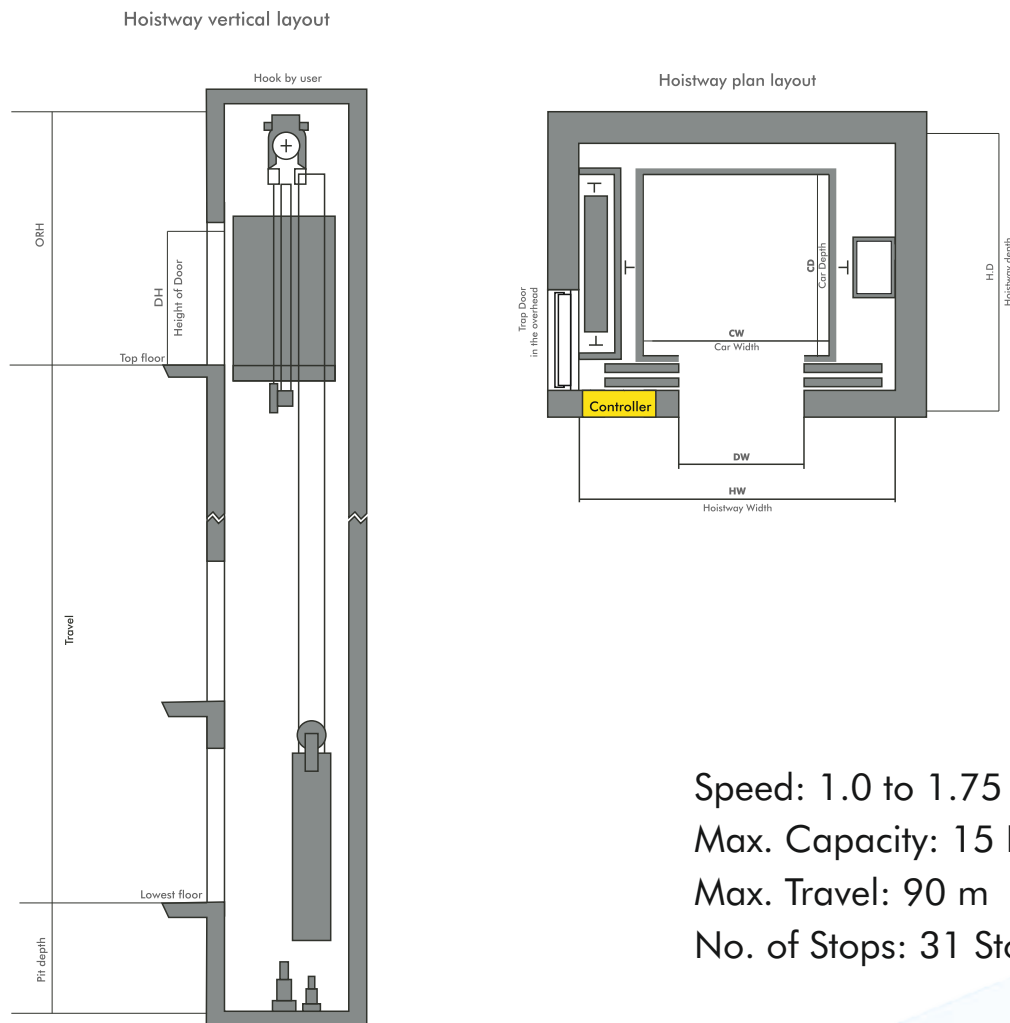 Hoistway vertical layout
Hook by user
ORH
DH
Height of Door
Top floor
Travel
Lowest floor
Pit depth
Hoistway plan layout
Trap Door
in the overhead
CD
Car Depth
CW
Car Width
H.D
Hoistway depth
Controller
DW
HW
Hoistway Width
Speed: 1.0 to 1.75
Max. Capacity: 15
Max. Travel: 90 m
No. of Stops: 31